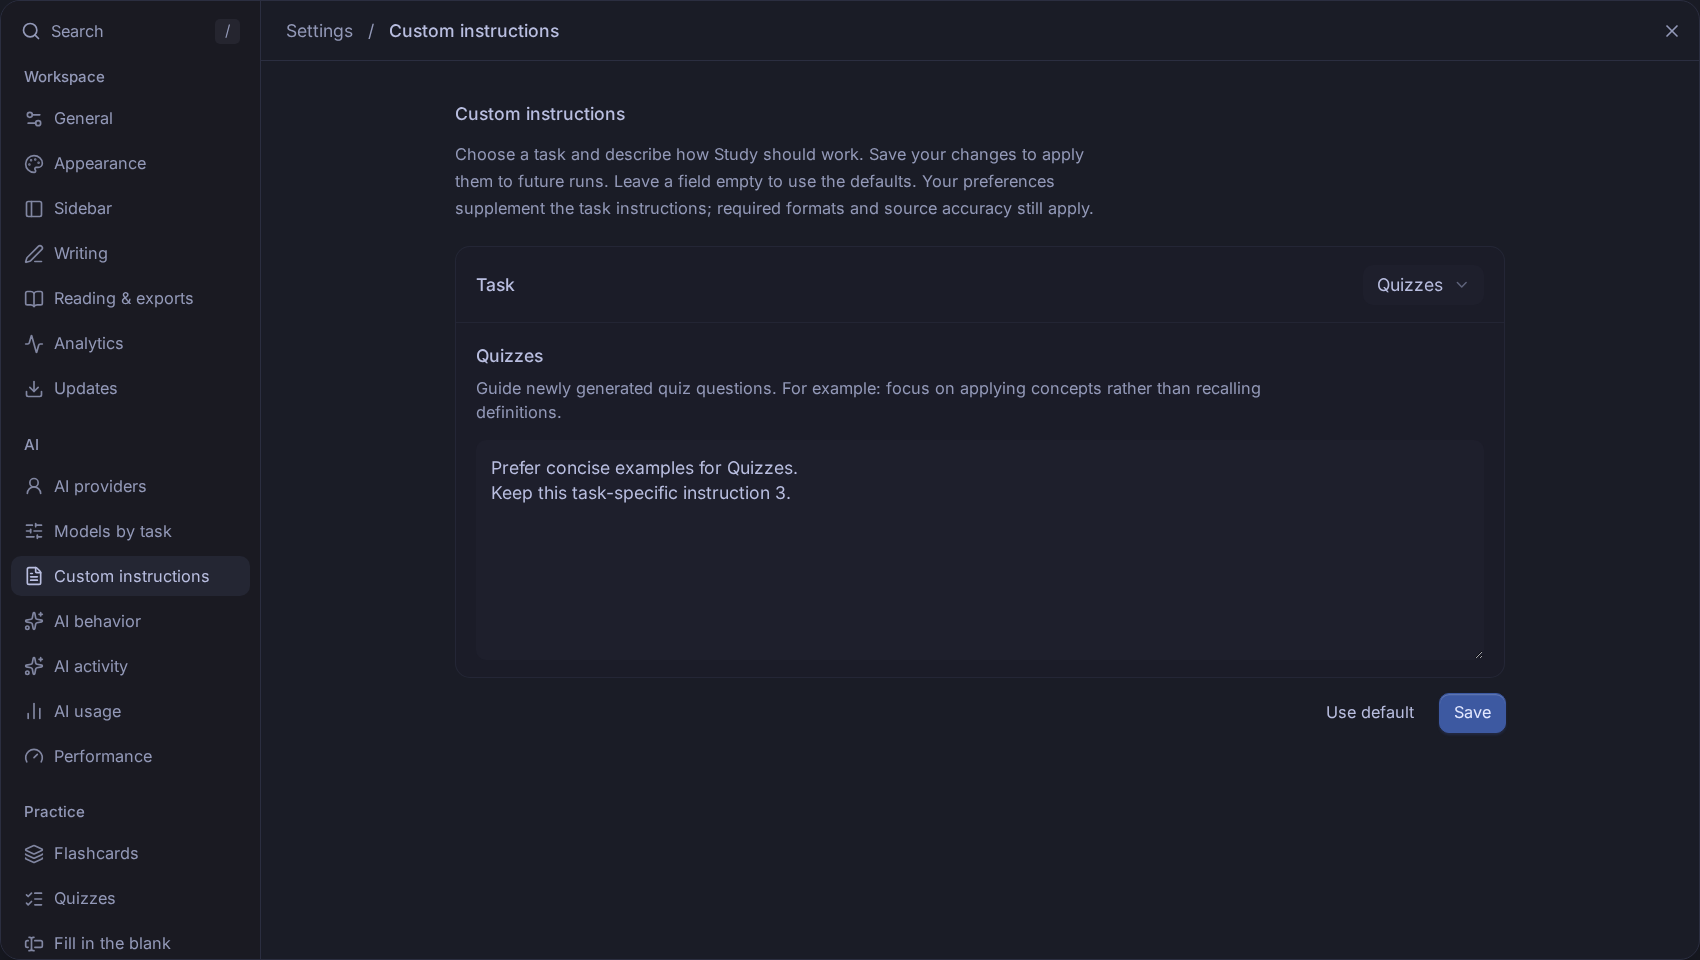 Search /
Workspace
General
Appearance
Sidebar
Writing
Reading & exports
Analytics
Updates
AI
AI providers
Models by task
Custom instructions
AI behavior
AI activity
AI usage
Performance
Practice
Flashcards
Quizzes
Fill in the blank
Settings / Custom instructions
Custom instructions
Choose a task and describe how Study should work. Save your changes to apply
them to future runs. Leave a field empty to use the defaults. Your preferences
supplement the task instructions; required formats and source accuracy still apply.
Task Quizzes
Quizzes
Guide newly generated quiz questions. For example: focus on applying concepts rather than recalling
definitions.
Prefer concise examples for Quizzes.
Keep this task-specific instruction 3.
Use default Save